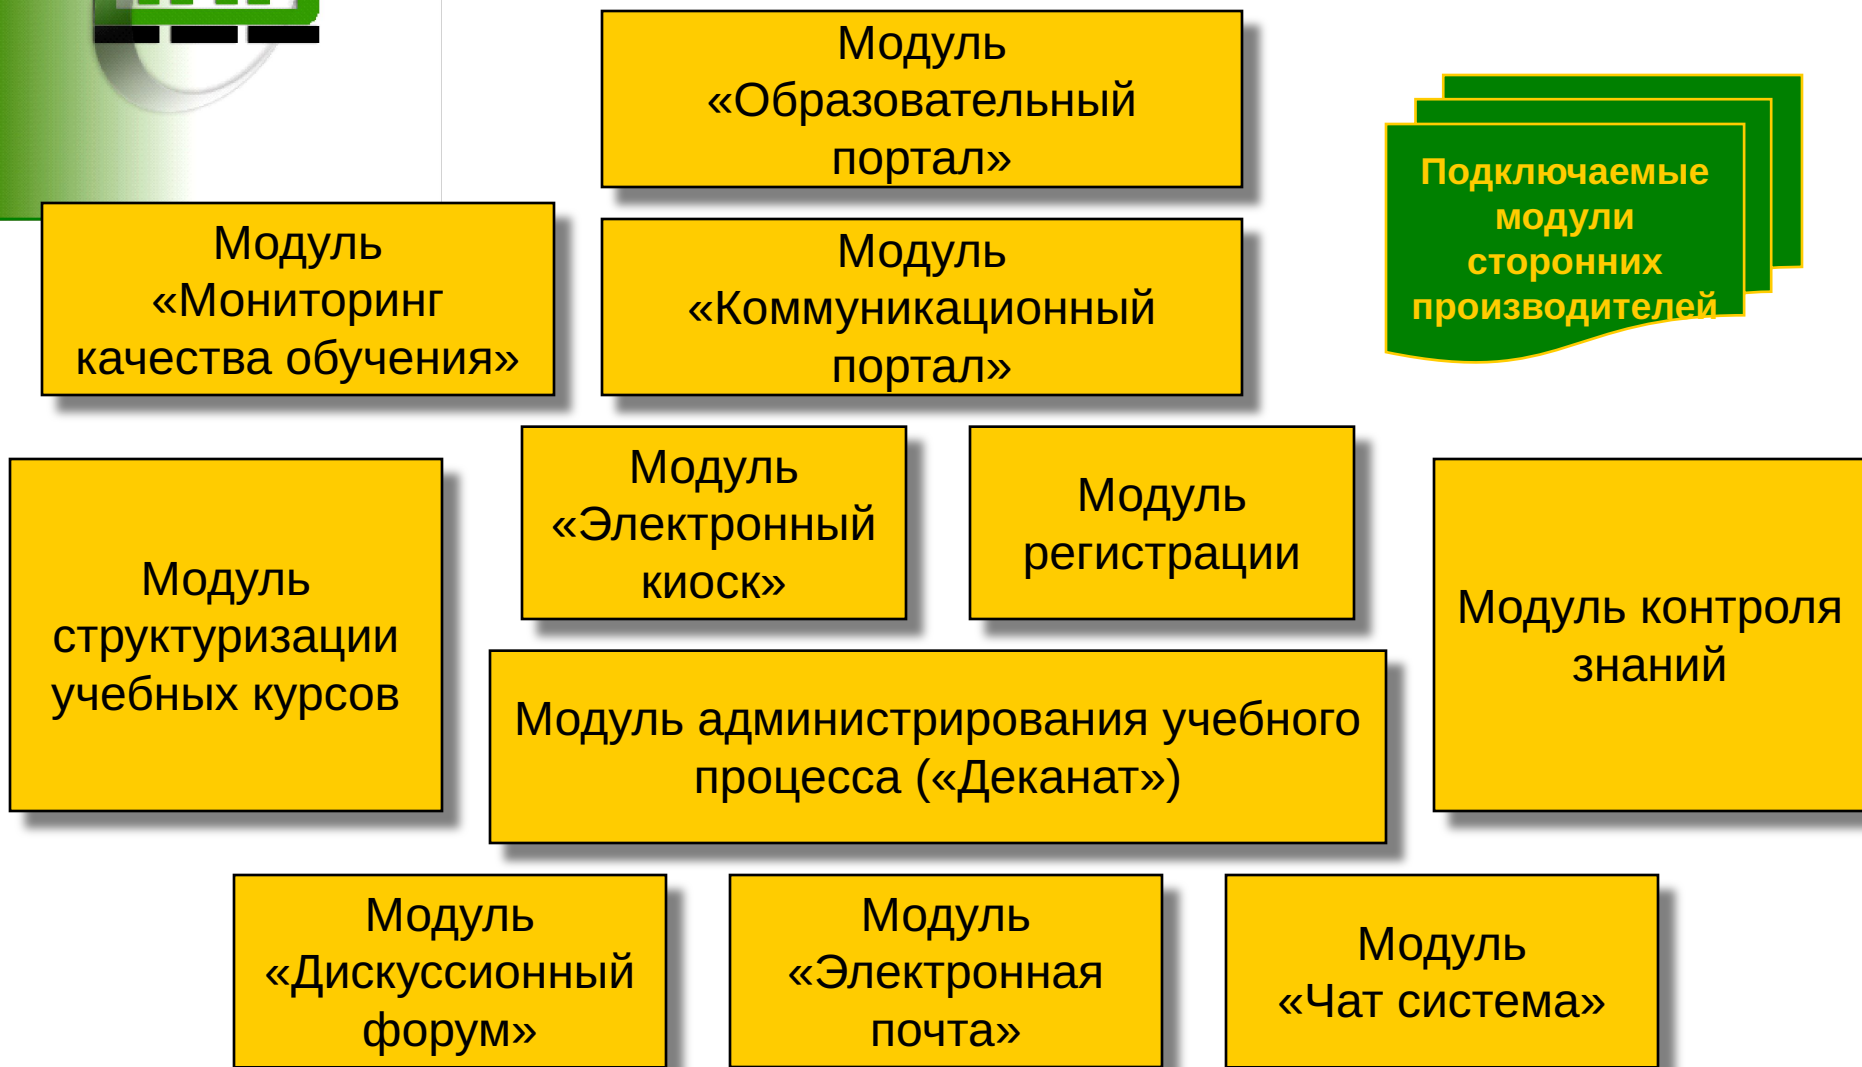 Модуль
«Образовательный
портал»
Подключаемые
модули
сторонних
производителей
Модуль
«Мониторинг
качества обучения»
Модуль
«Коммуникационный
портал»
Модуль
«Электронный
киоск»
Модуль
регистрации
Модуль
структуризации
учебных курсов
Модуль контроля
знаний
Модуль администрирования учебного
процесса («Деканат»)
Модуль
«Дискуссионный
форум»
Модуль
«Электронная
почта»
Модуль
«Чат система»